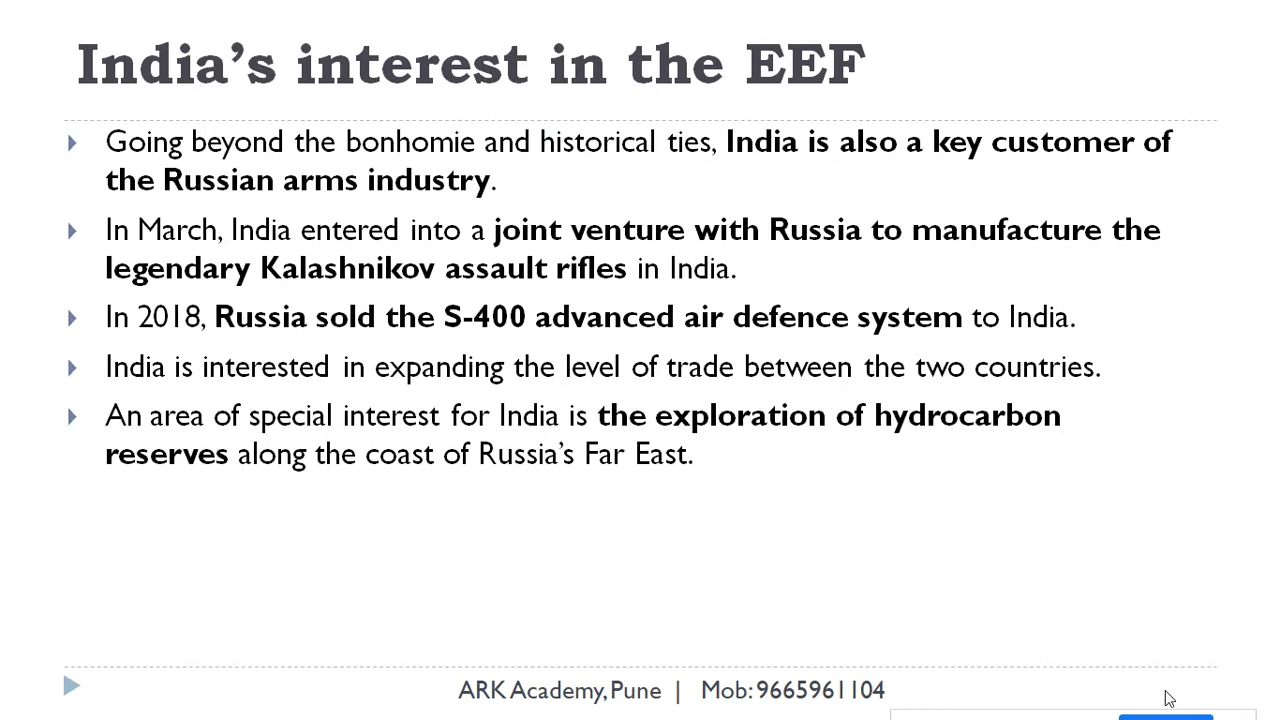 India’s interest in the EEF
Going beyond the bonhomie and historical ties, India is also a key customer of
the Russian arms industry.
In March, India entered into a joint venture with Russia to manufacture the
legendary Kalashnikov assault rifles in India.
In 2018, Russia sold the S-400 advanced air defence system to India.
India is interested in expanding the level of trade between the two countries.
An area of special interest for India is the exploration of hydrocarbon
reserves along the coast of Russia’s Far East.
ARK Academy, Pune | Mob: 9665961104